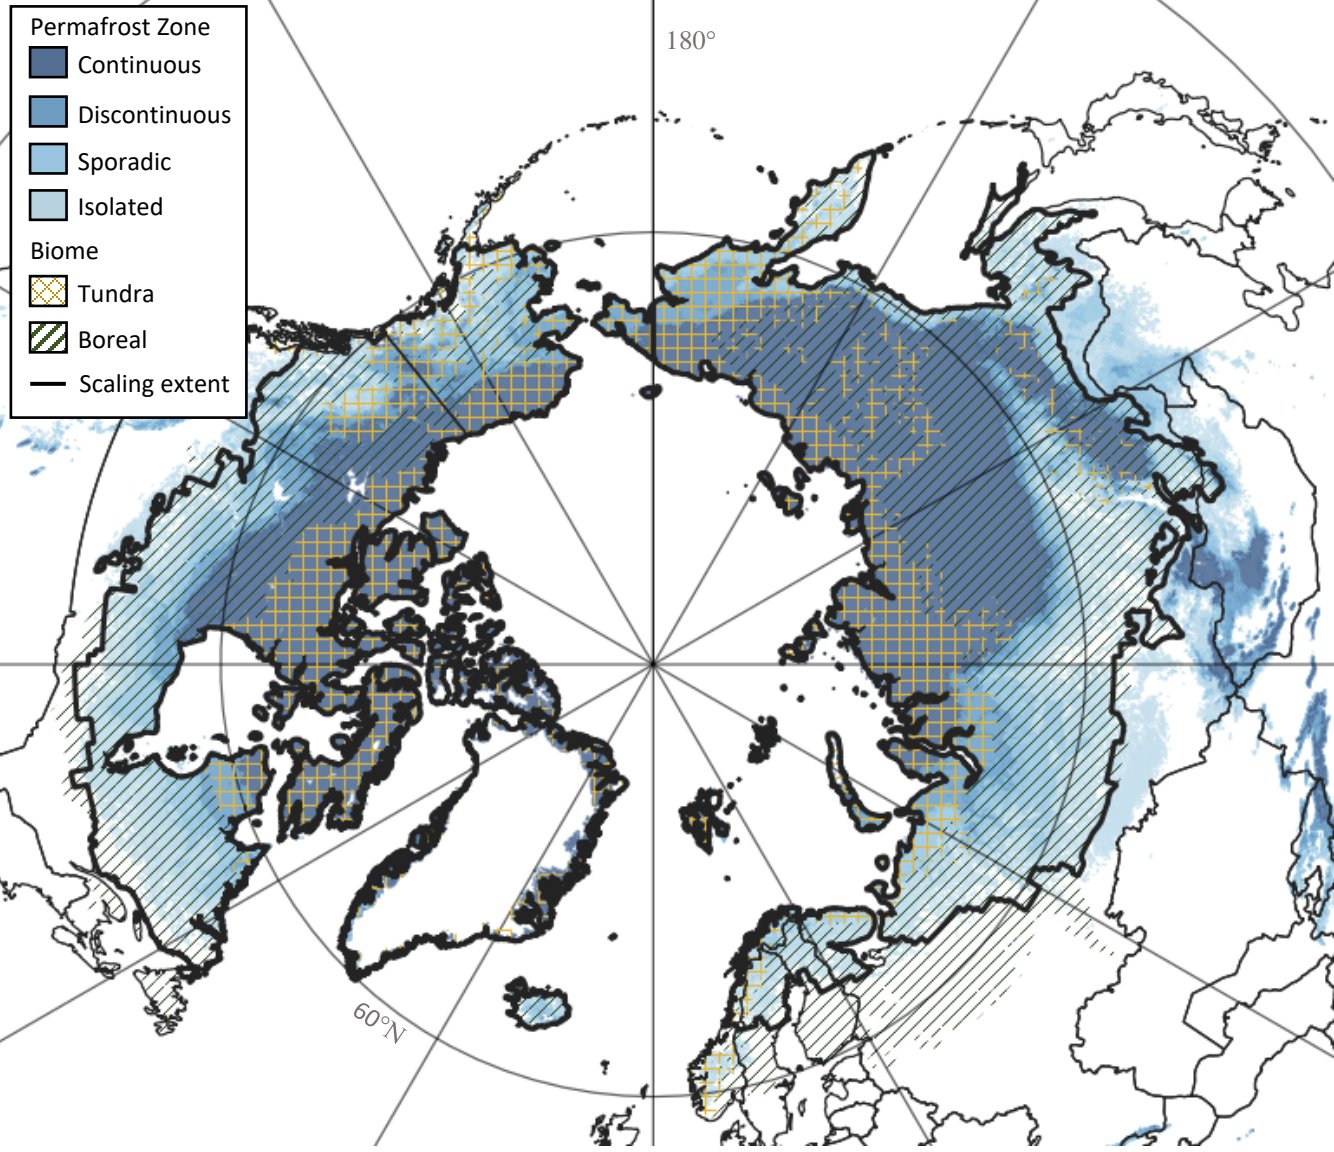 Permafrost Zone
Continuous
Discontinuous
Sporadic
Isolated
Biome
Tundra
Boreal
Scaling extent
180°
60°N